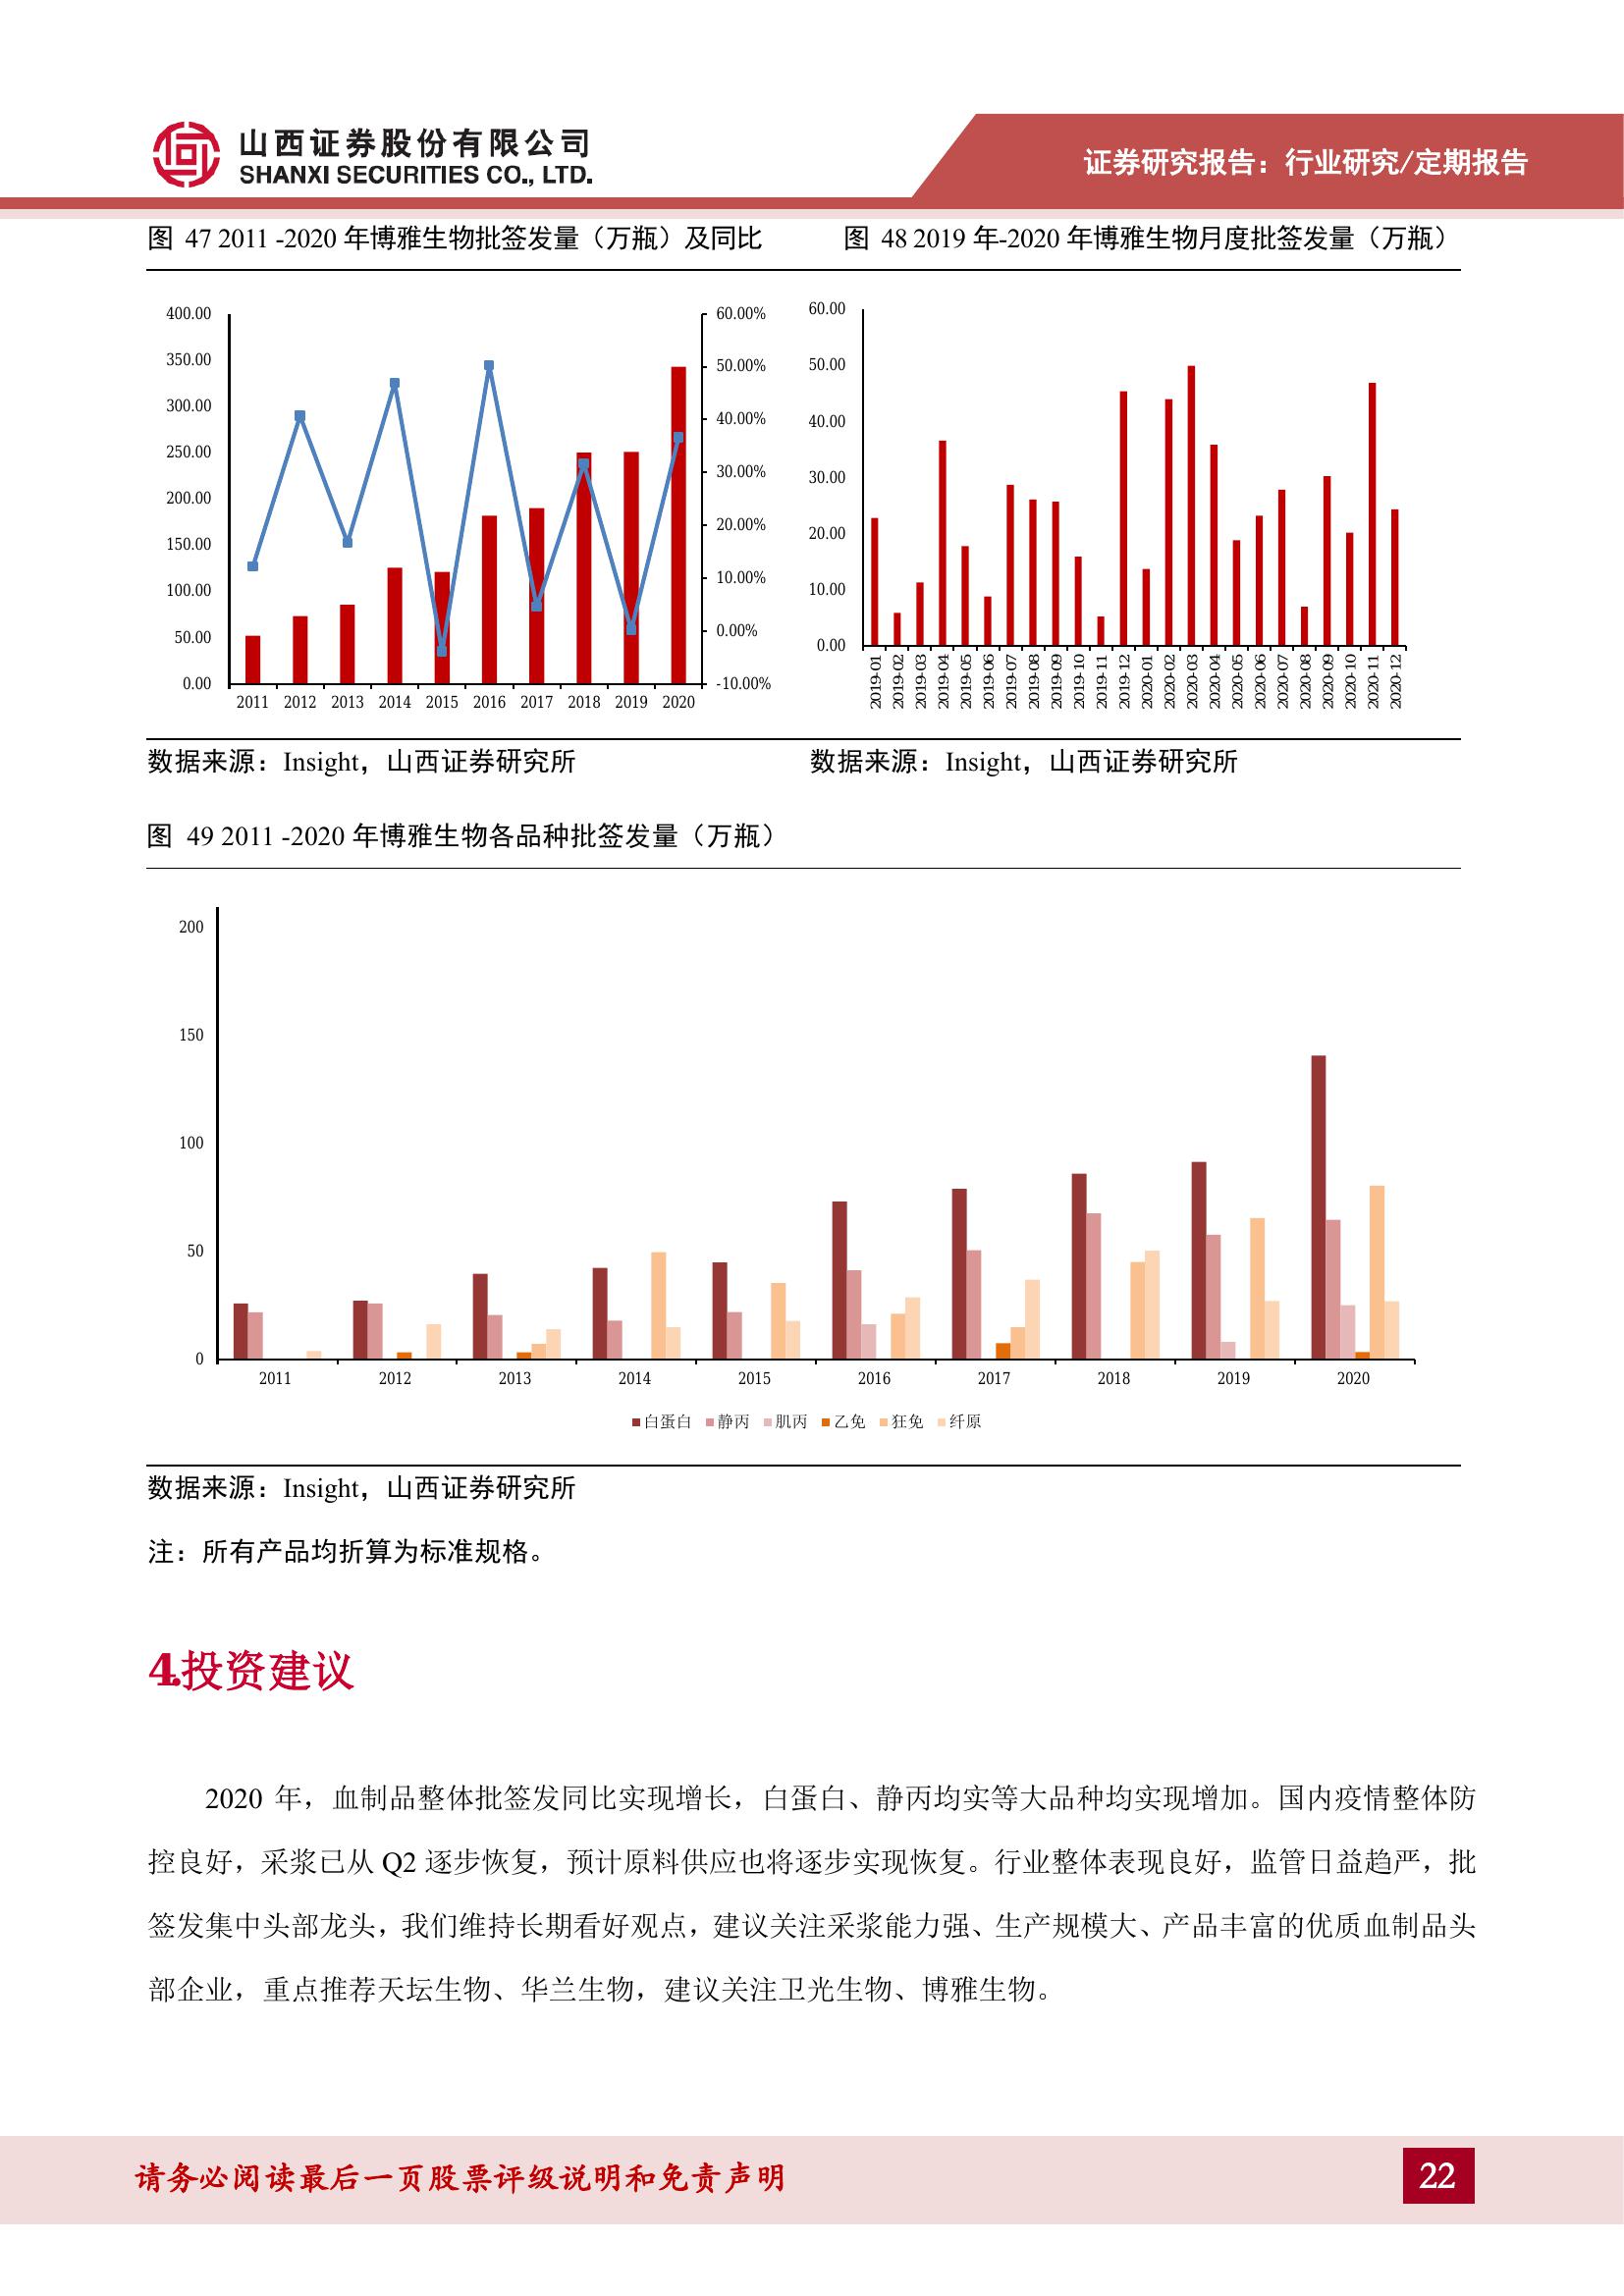 山西证券股份有限公司
SHANXI SECURITIES CO., LTD.
证券研究报告：行业研究/定期报告
图 47 2011 -2020 年博雅生物批签发量（万瓶）及同比
图 48 2019 年-2020 年博雅生物月度批签发量（万瓶）
400.00
350.00
300.00
250.00
200.00
150.00
100.00
50.00
0.00
60.00%
50.00%
40.00%
30.00%
20.00%
10.00%
0.00%
-10.00%
2011 2012 2013 2014 2015 2016 2017 2018 2019 2020
60.00
50.00
40.00
30.00
20.00
10.00
0.00
2019-01
2019-02
2019-03
2019-04
2019-05
2019-06
2019-07
2019-08
2019-09
2019-10
2019-11
2019-12
2020-01
2020-02
2020-03
2020-04
2020-05
2020-06
2020-07
2020-08
2020-09
2020-10
2020-11
2020-12
数据来源：Insight，山西证券研究所
数据来源：Insight，山西证券研究所
图 49 2011 -2020 年博雅生物各品种批签发量（万瓶）
200
150
100
50
0
2011 2012 2013 2014 2015 2016 2017 2018 2019 2020
白蛋白 静丙 肌丙 乙免 狂免 纤原
数据来源：Insight，山西证券研究所
注：所有产品均折算为标准规格。
4.投资建议
2020 年，血制品整体批签发同比实现增长，白蛋白、静丙均实等大品种均实现增加。国内疫情整体防
控良好，采浆已从 Q2 逐步恢复，预计原料供应也将逐步实现恢复。行业整体表现良好，监管日益趋严，批
签发集中头部龙头，我们维持长期看好观点，建议关注采浆能力强、生产规模大、产品丰富的优质血制品头
部企业，重点推荐天坛生物、华兰生物，建议关注卫光生物、博雅生物。
请务必阅读最后一页股票评级说明和免责声明
22